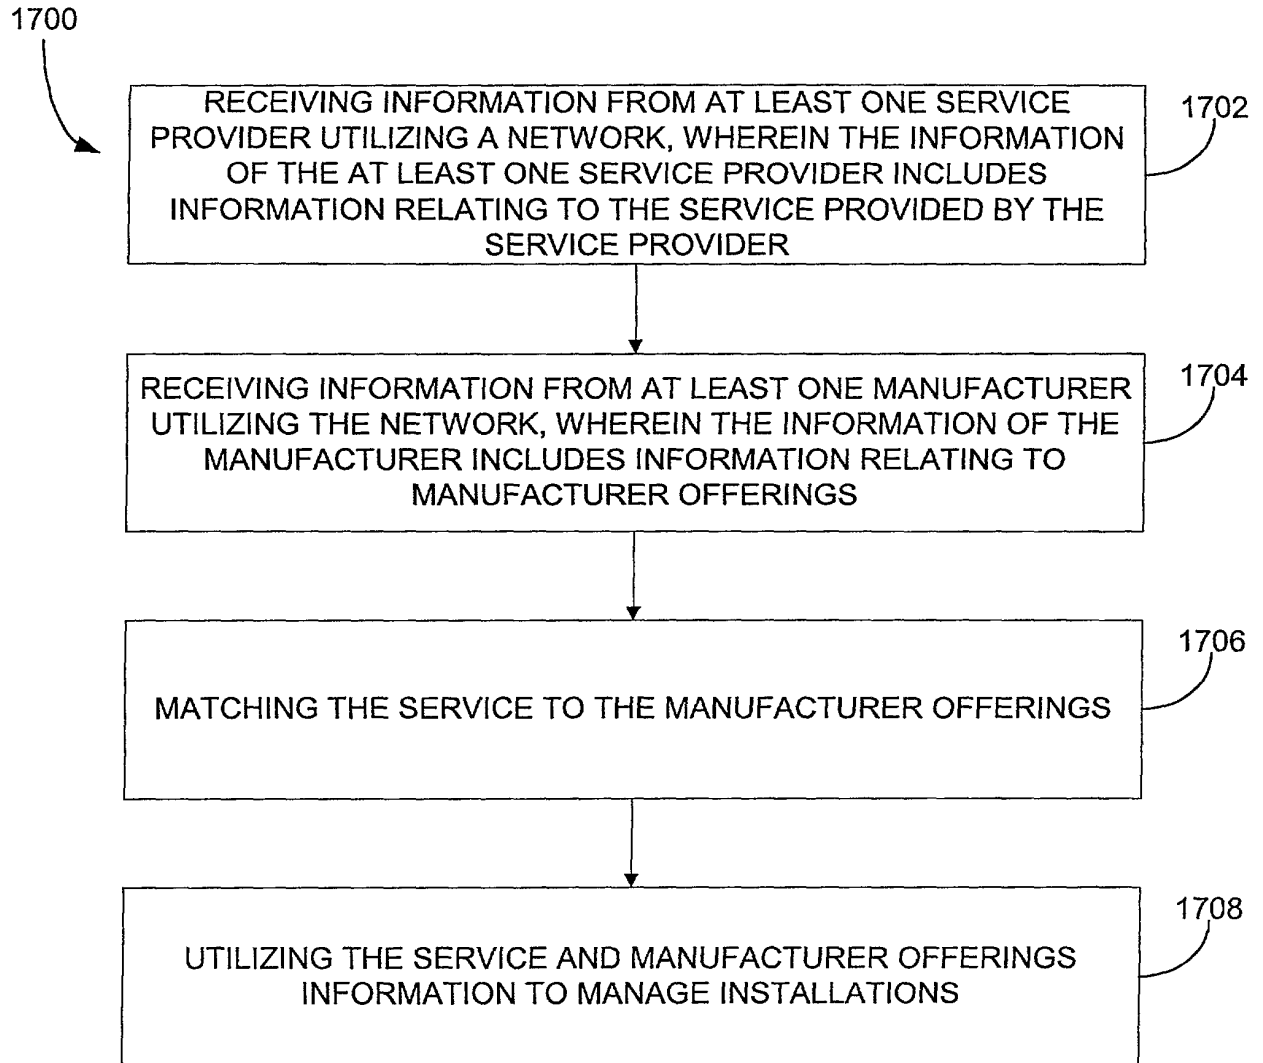 1700
RECEIVING INFORMATION FROM AT LEAST ONE SERVICE
PROVIDER UTILIZING A NETWORK, WHEREIN THE INFORMATION
OF THE AT LEAST ONE SERVICE PROVIDER INCLUDES
INFORMATION RELATING TO THE SERVICE PROVIDED BY THE
SERVICE PROVIDER
1702
RECEIVING INFORMATION FROM AT LEAST ONE MANUFACTURER
UTILIZING THE NETWORK, WHEREIN THE INFORMATION OF THE
MANUFACTURER INCLUDES INFORMATION RELATING TO
MANUFACTURER OFFERINGS
1704
MATCHING THE SERVICE TO THE MANUFACTURER OFFERINGS
1706
UTILIZING THE SERVICE AND MANUFACTURER OFFERINGS
INFORMATION TO MANAGE INSTALLATIONS
1708